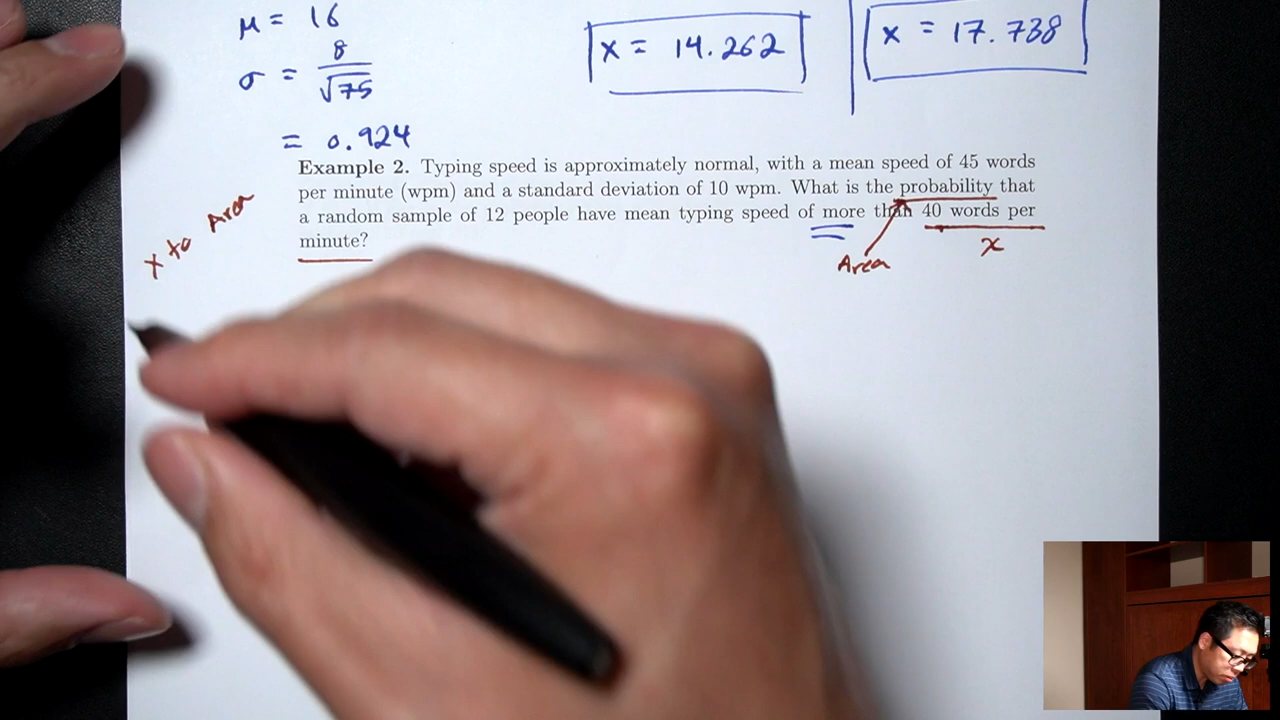 μ = 16
σ = 8/√75
= 0.924
x = 14.262
x = 17.738
Example 2. Typing speed is approximately normal, with a mean speed of 45 words
per minute (wpm) and a standard deviation of 10 wpm. What is the probability that
a random sample of 12 people have mean typing speed of more than 40 words per
minute?
x to Area
Area
x